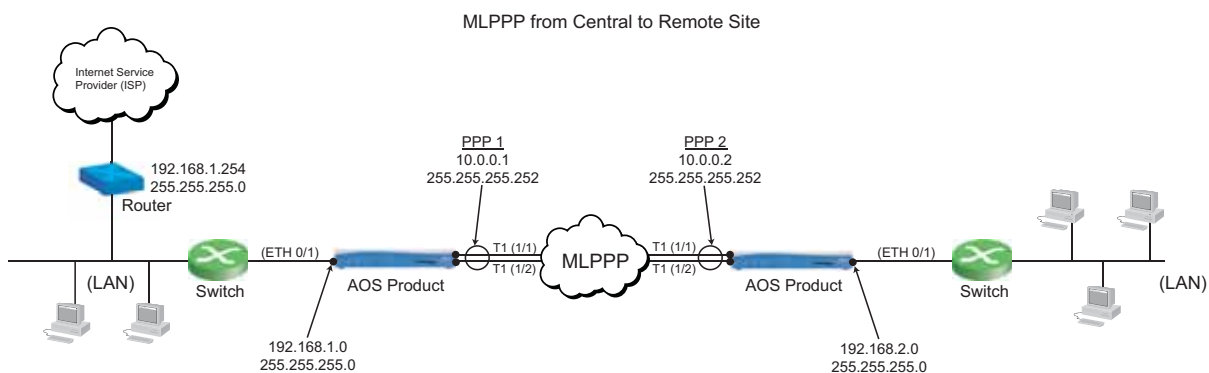 MLPPP from Central to Remote Site
Internet Service
Provider (ISP)
192.168.1.254
255.255.255.0
Router
PPP 1
10.0.0.1
255.255.255.252
PPP 2
10.0.0.2
255.255.255.252
(LAN)
Switch
(ETH 0/1)
AOS Product
T1 (1/1)
T1 (1/2)
MLPPP
T1 (1/1)
T1 (1/2)
AOS Product
(ETH 0/1)
Switch
(LAN)
192.168.1.0
255.255.255.0
192.168.2.0
255.255.255.0